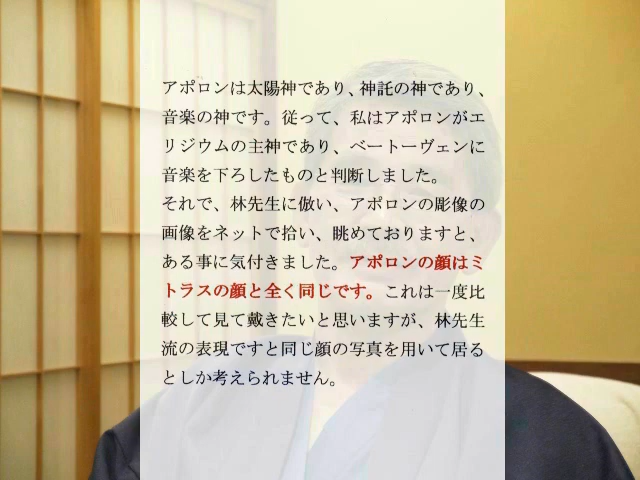 アポロンは太陽神であり、神託の神であり、
音楽の神です。従って、私はアポロンがエ
リジウムの主神であり、ベートーヴェンに
音楽を下ろしたものと判断しました。
それで、林先生に倣い、アポロンの彫像の
画像をネットで拾い、眺めておりますと、
ある事に気付きました。アポロンの顔はミ
トラスの顔と全く同じです。これは一度比
較して見て戴きたいと思いますが、林先生
流の表現ですと同じ顔の写真を用いて居る
としか考えられません。